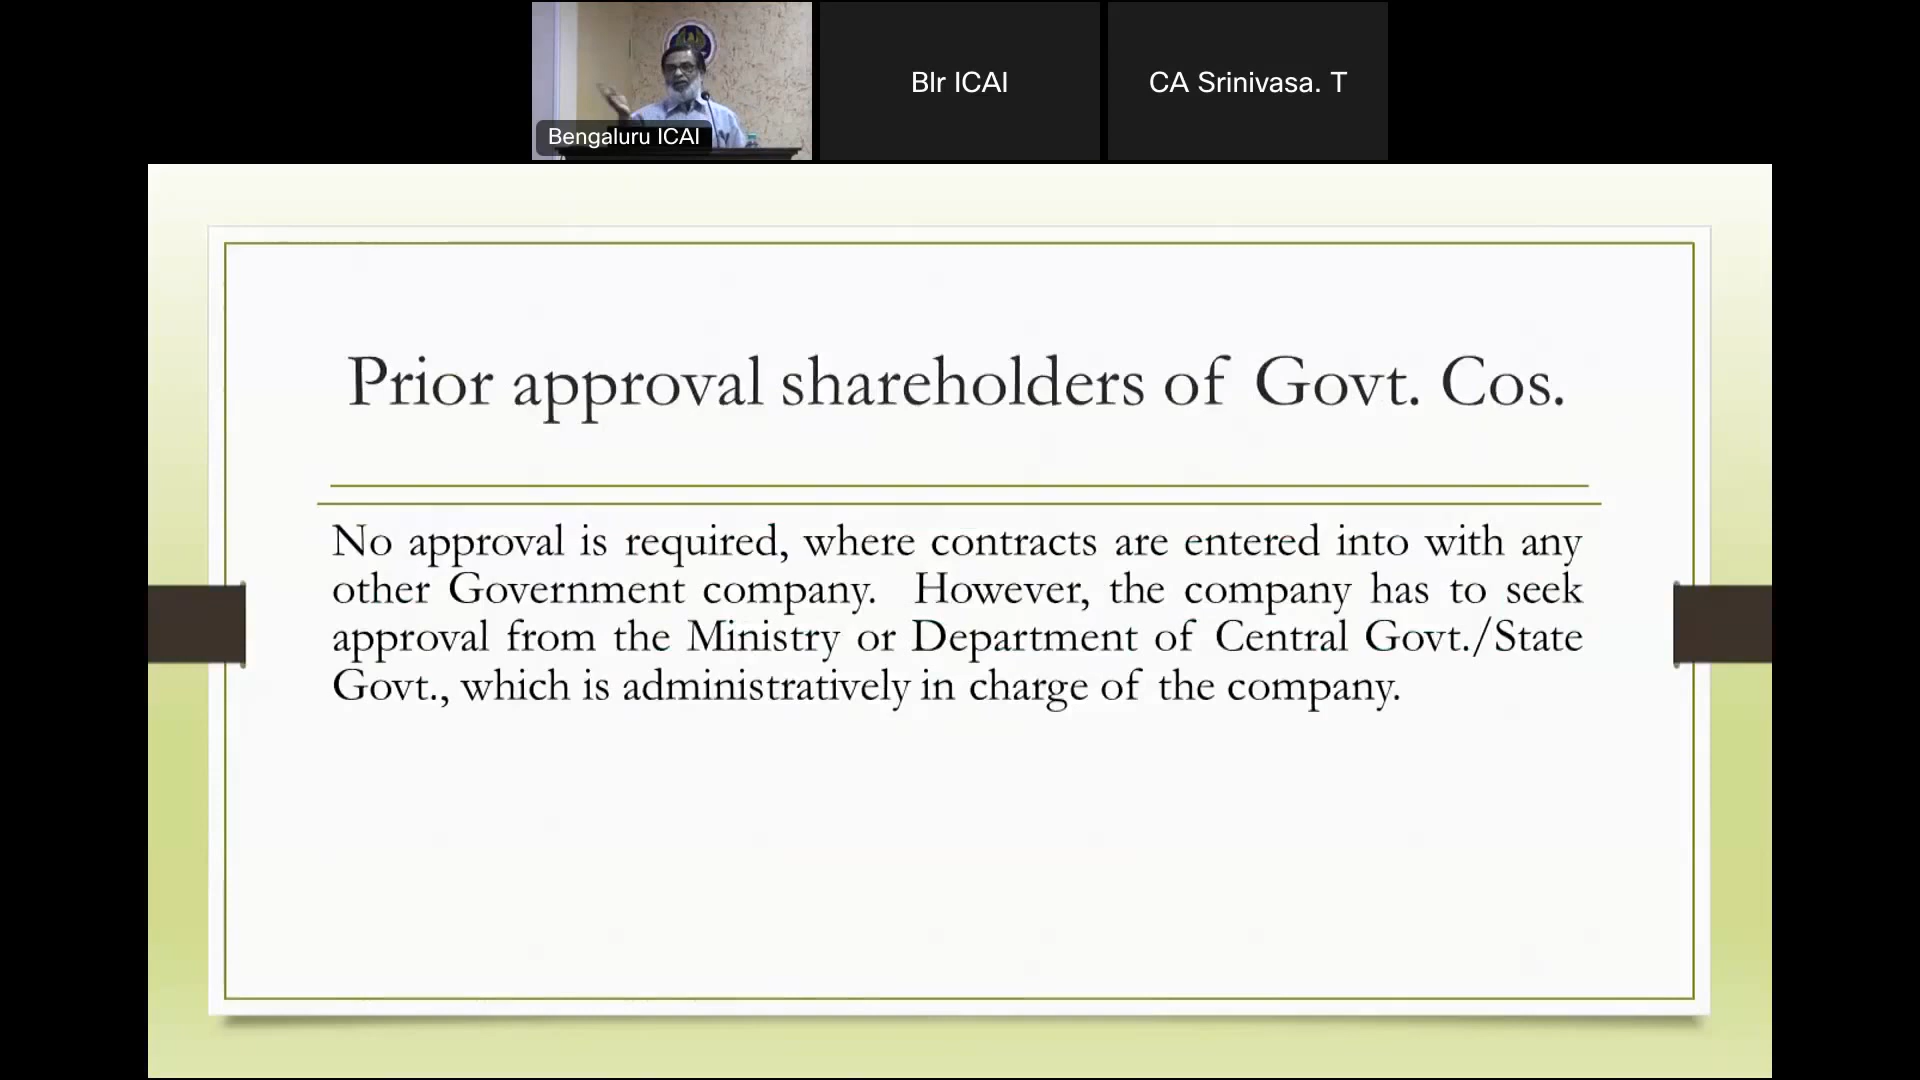 Bengaluru ICAI
Blr ICAI
CA Srinivasa. T
Prior approval shareholders of Govt. Cos.
No approval is required, where contracts are entered into with any
other Government company. However, the company has to seek
approval from the Ministry or Department of Central Govt./State
Govt., which is administratively in charge of the company.